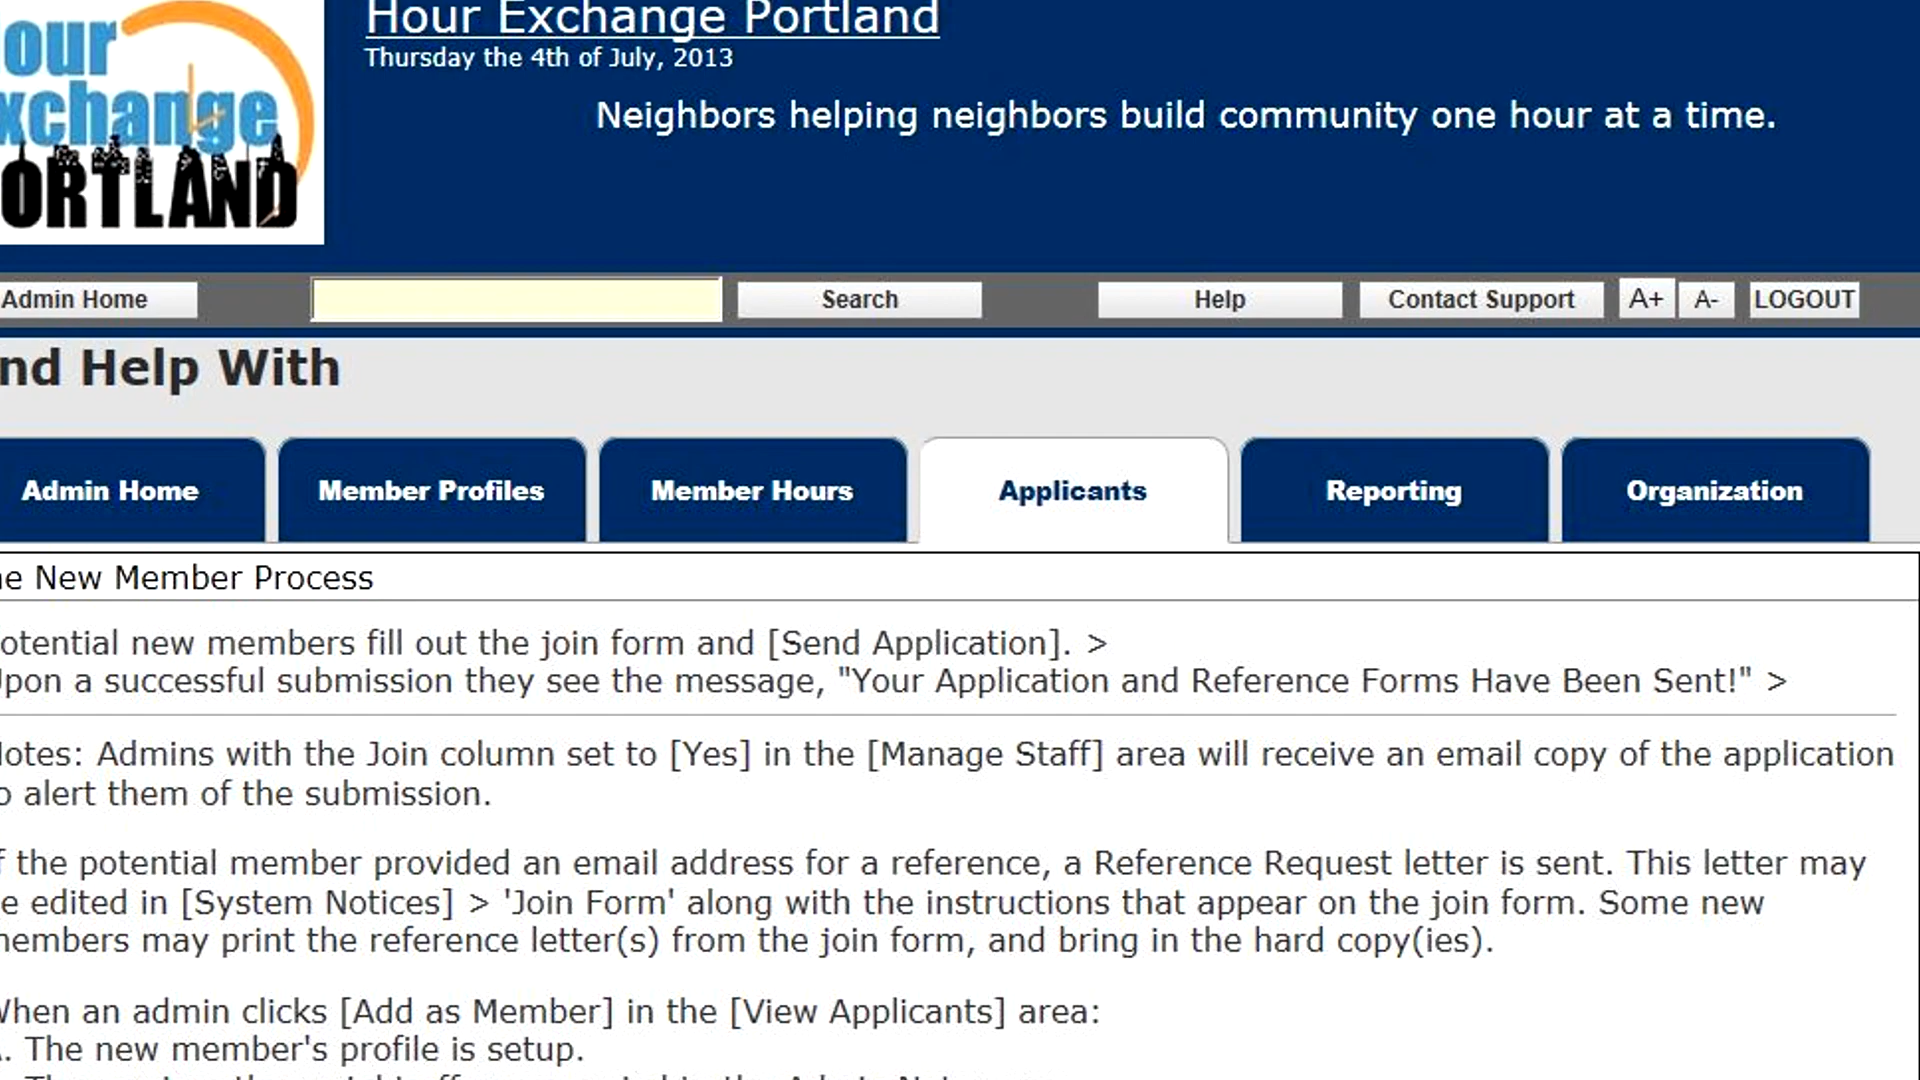 our
xchange
ORTLAND
Hour Exchange Portland
Thursday the 4th of July, 2013
Neighbors helping neighbors build community one hour at a time.
Admin Home
Search
Help
Contact Support
A+
A-
LOGOUT
nd Help With
Admin Home
Member Profiles
Member Hours
Applicants
Reporting
Organization
e New Member Process
otential new members fill out the join form and [Send Application]. >
pon a successful submission they see the message, "Your Application and Reference Forms Have Been Sent!" >
otes: Admins with the Join column set to [Yes] in the [Manage Staff] area will receive an email copy of the application
o alert them of the submission.
f the potential member provided an email address for a reference, a Reference Request letter is sent. This letter may
e edited in [System Notices] > 'Join Form' along with the instructions that appear on the join form. Some new
embers may print the reference letter(s) from the join form, and bring in the hard copy(ies).
hen an admin clicks [Add as Member] in the [View Applicants] area:
. The new member's profile is setup.